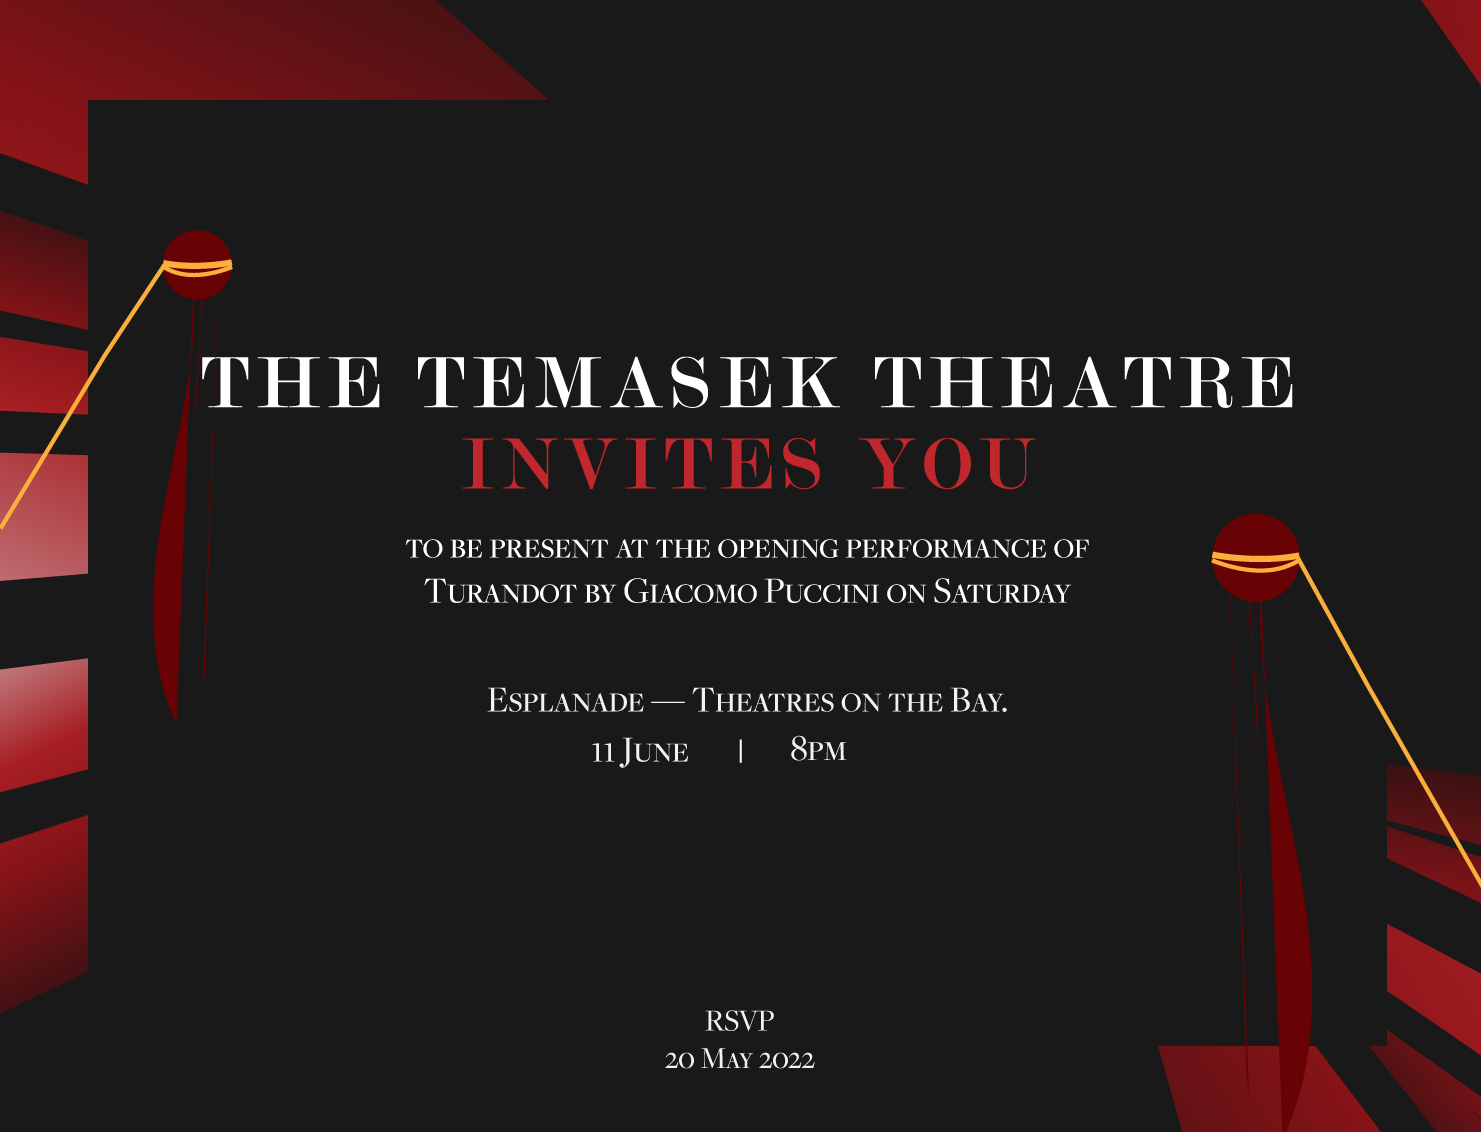 THE TEMASEK THEATRE
INVITES YOU
TO BE PRESENT AT THE OPENING PERFORMANCE OF
TURANDOT BY GIACOMO PUCCINI ON SATURDAY
ESPLANADE — THEATRES ON THE BAY.
11 JUNE | 8PM
RSVP
20 MAY 2022